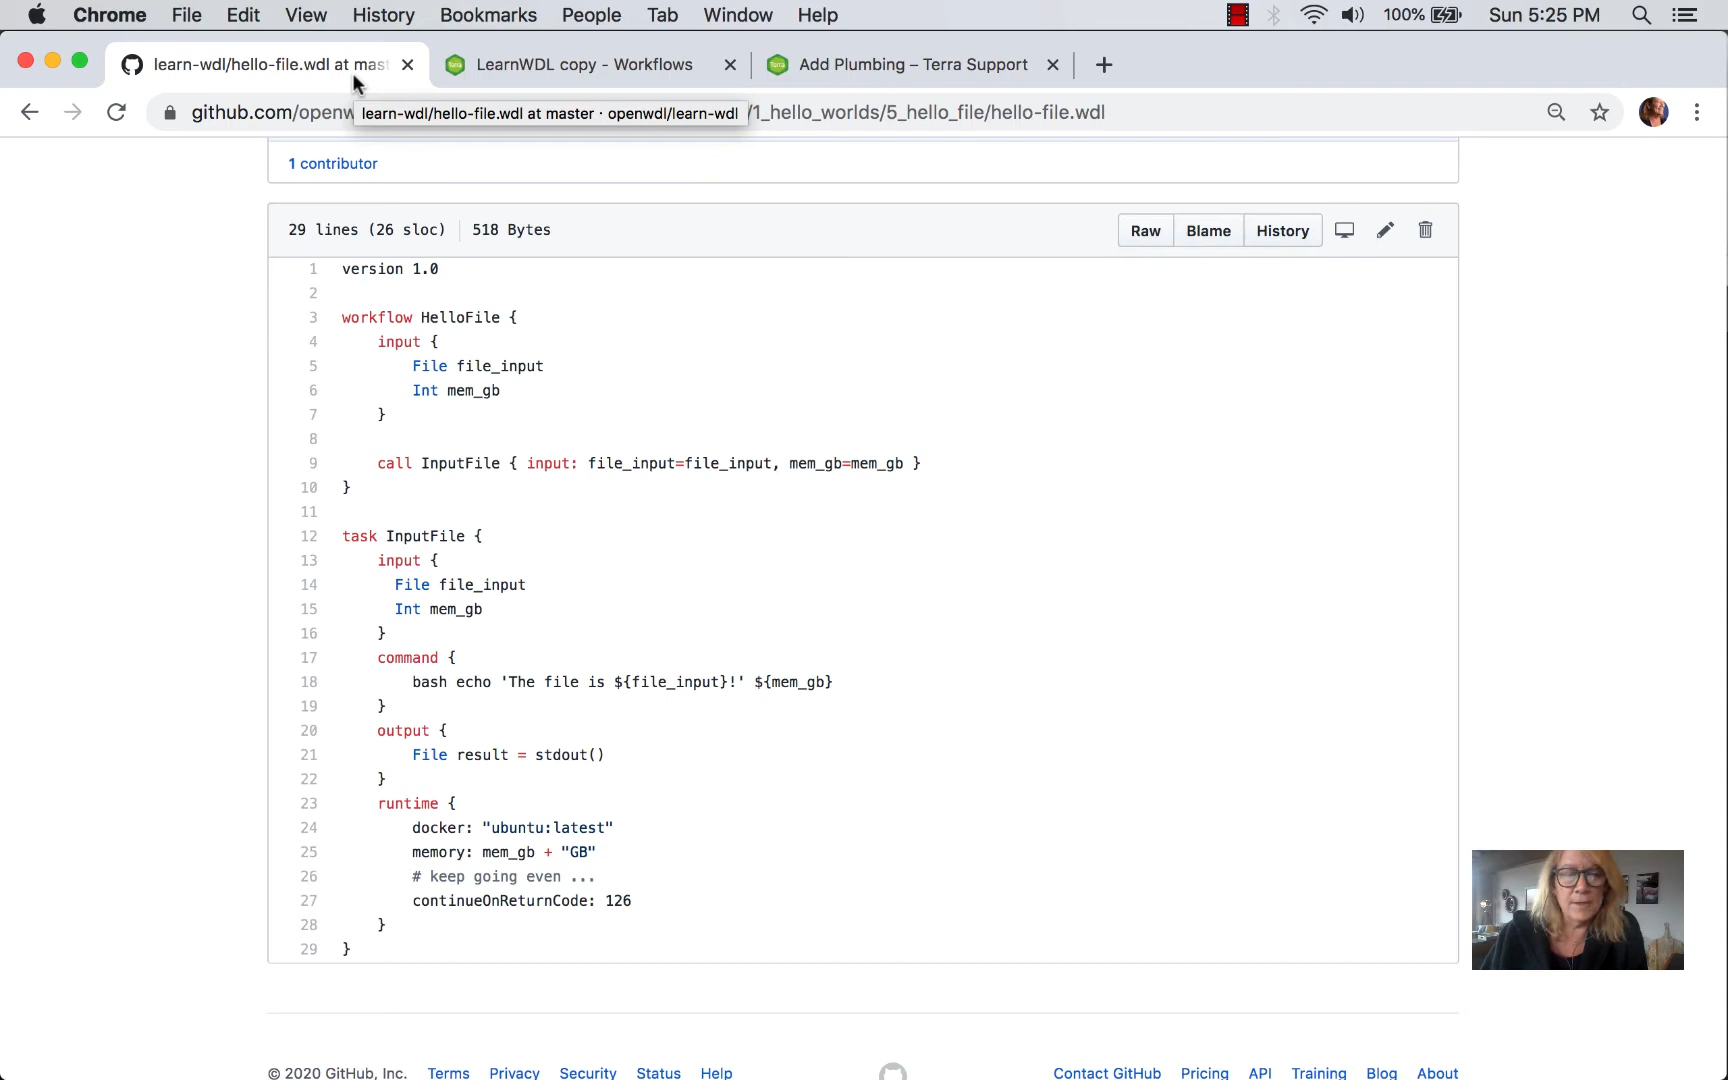 Chrome File Edit View History Bookmarks People Tab Window Help 100% Sun 5:25 PM
learn-wdl/hello-file.wdl at mast LearnWDL copy - Workflows Add Plumbing – Terra Support
github.com/openw /1_hello_worlds/5_hello_file/hello-file.wdl
learn-wdl/hello-file.wdl at master · openwdl/learn-wdl
1 contributor
29 lines (26 sloc) 518 Bytes Raw Blame History
1 version 1.0
2
3 workflow HelloFile {
4 input {
5 File file_input
6 Int mem_gb
7 }
8
9 call InputFile { input: file_input=file_input, mem_gb=mem_gb }
10 }
11
12 task InputFile {
13 input {
14 File file_input
15 Int mem_gb
16 }
17 command {
18 bash echo 'The file is ${file_input}!' ${mem_gb}
19 }
20 output {
21 File result = stdout()
22 }
23 runtime {
24 docker: "ubuntu:latest"
25 memory: mem_gb + "GB"
26 # keep going even ...
27 continueOnReturnCode: 126
28 }
29 }
© 2020 GitHub, Inc. Terms Privacy Security Status Help Contact GitHub Pricing API Training Blog About